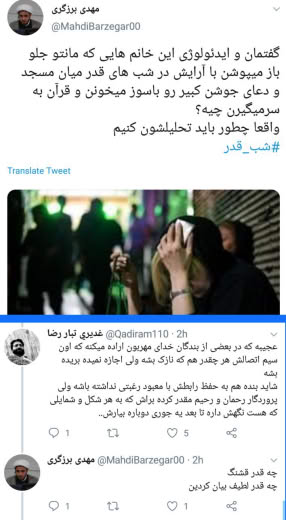 مهدی برزگری
@MahdiBarzegar00
گفتمان و ایدئولوژی این خانم هایی که مانتو جلو
باز میپوشن با آرایش در شب های قدر میان مسجد
و دعای جوشن کبیر رو باسوز میخونن و قرآن به
سرمیگیرن چیه؟
واقعا چطور باید تحلیلشون کنیم
#شب_قدر
Translate Tweet
غدیري تبار رضا @Qadiram110 · 2h
عجیبه که در بعضی از بندگان خدای مهربون اراده میکنه که اون
سیم اتصالش هر چقدر هم که نازک بشه ولی اجازه نمیده بریده
بشه
شاید بنده هم به حفظ رابطش با معبود رغبتی نداشته باشه ولی
پروردگار رحمان و رحیم مقدر کرده براش که به هر شکل و شمایلی
که هست نگهش داره تا بعد یه جوری دوباره بیارش..
1 5
مهدی برزگری @MahdiBarzegar00 · 2h
چه قدر قشنگ
چه قدر لطیف بیان کردین
1 1